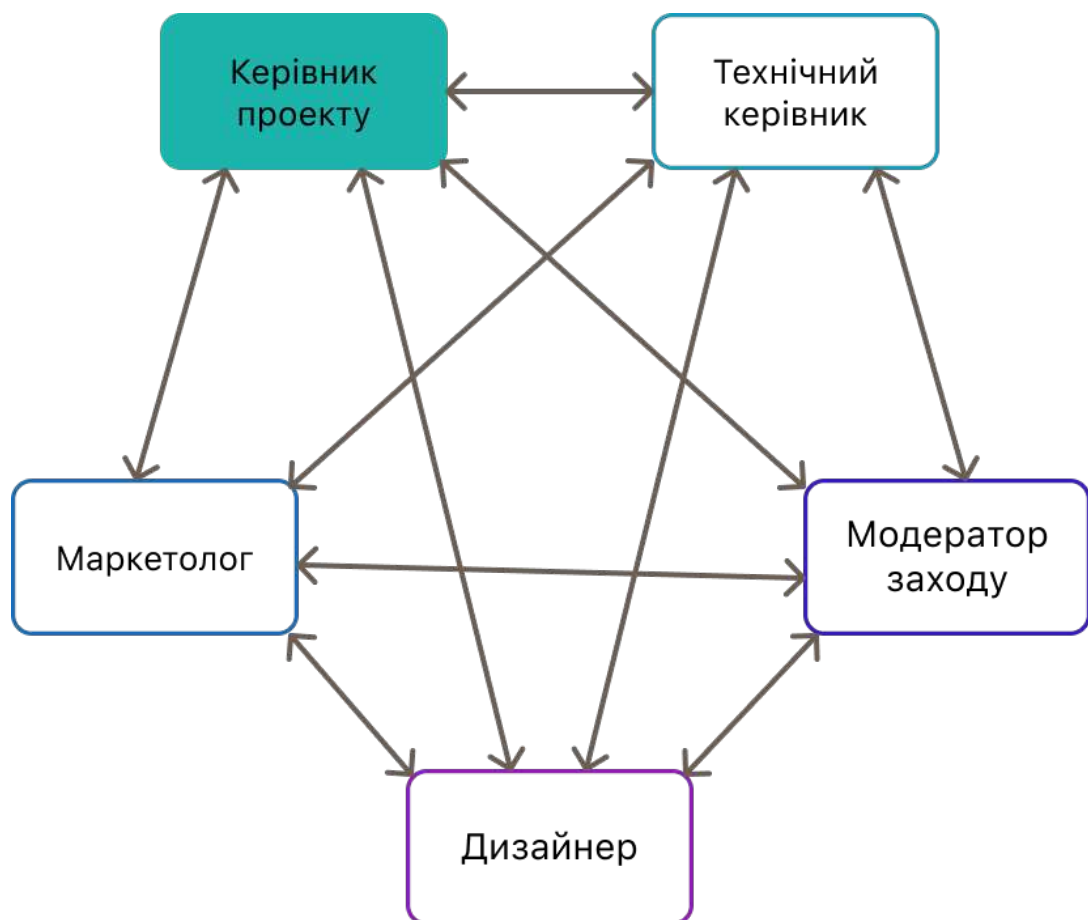 Керівник
проекту
Технічний
керівник
Маркетолог
Модератор
заходу
Дизайнер